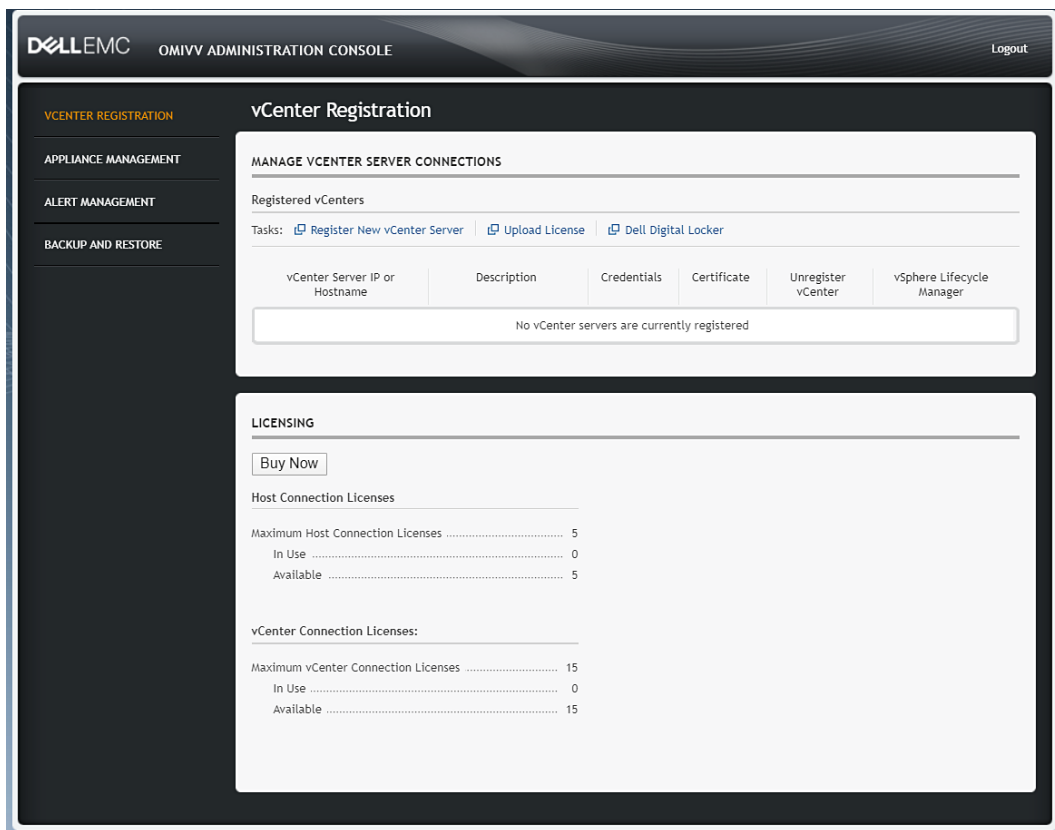 DELLEMC OMIVV ADMINISTRATION CONSOLE Logout
VCENTER REGISTRATION
APPLIANCE MANAGEMENT
ALERT MANAGEMENT
BACKUP AND RESTORE
vCenter Registration
MANAGE VCENTER SERVER CONNECTIONS
Registered vCenters
Tasks: Register New vCenter Server Upload License Dell Digital Locker
vCenter Server IP or Hostname Description Credentials Certificate Unregister vCenter vSphere Lifecycle Manager
No vCenter servers are currently registered
LICENSING
Buy Now
Host Connection Licenses
Maximum Host Connection Licenses 5
In Use 0
Available 5
vCenter Connection Licenses:
Maximum vCenter Connection Licenses 15
In Use 0
Available 15